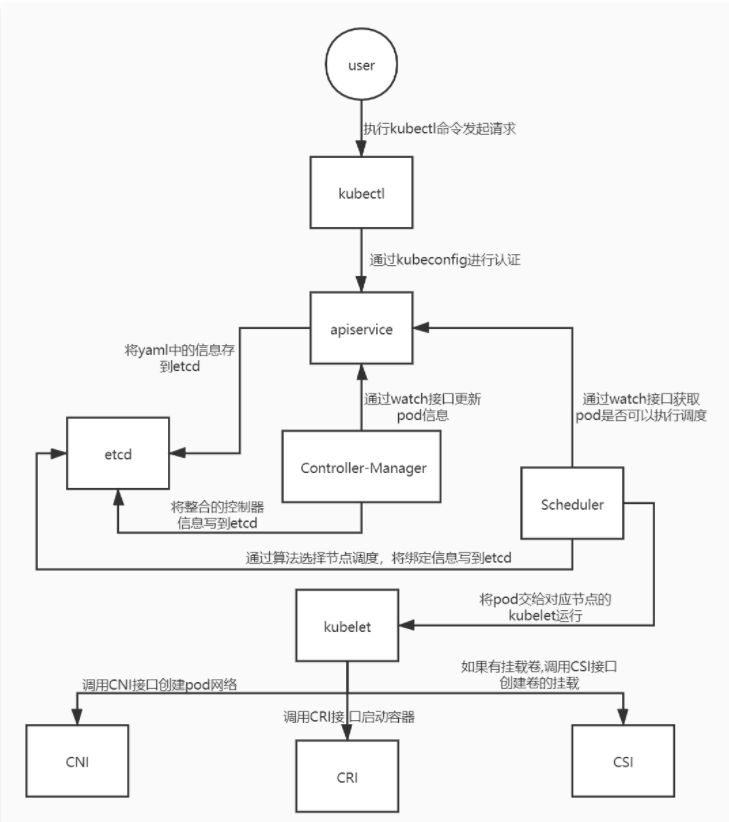 user
执行kubectl命令发起请求
kubectl
通过kubeconfig进行认证
apiservice
将yaml中的信息存
到etcd
通过watch接口更新
pod信息
通过watch接口获取
pod是否可以执行调度
etcd
Controller-Manager
将整合的控制器
信息写到etcd
Scheduler
通过算法选择节点调度，将绑定信息写到etcd
将pod交给对应节点的
kubelet运行
kubelet
调用CNI接口创建pod网络
如果有挂载卷,调用CSI接口
创建卷的挂载
调用CRI接口启动容器
CNI
CRI
CSI